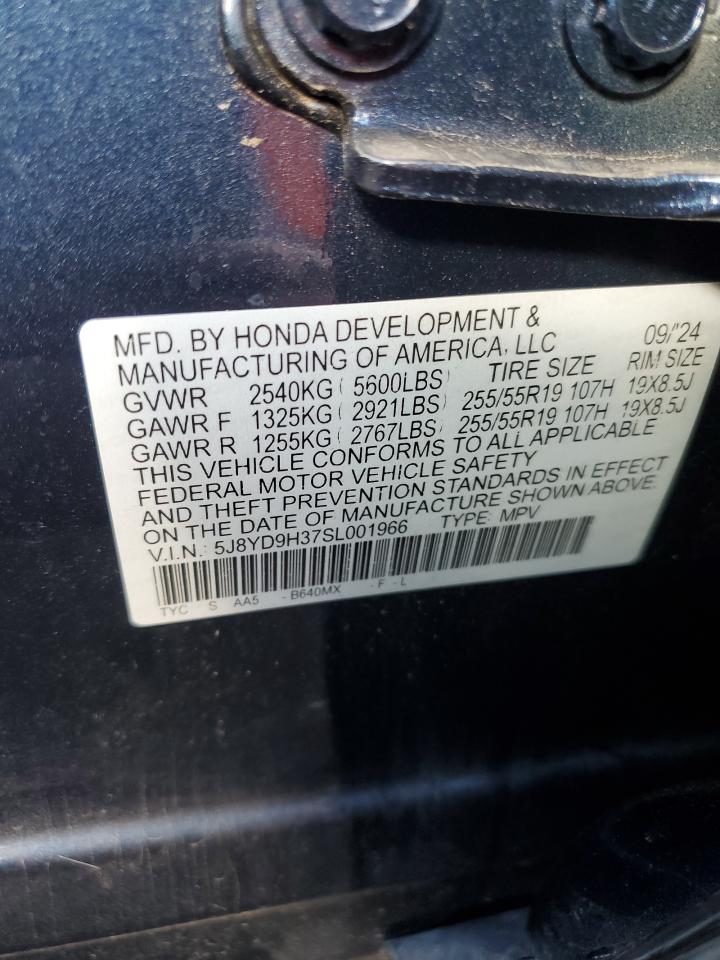 MFD. BY HONDA DEVELOPMENT & 09/'24
MANUFACTURING OF AMERICA, LLC
TIRE SIZE RIM SIZE
GVWR 2540KG ( 5600LBS)
GAWR F 1325KG ( 2921LBS) 255/55R19 107H 19X8.5J
GAWR R 1255KG ( 2767LBS) 255/55R19 107H 19X8.5J
THIS VEHICLE CONFORMS TO ALL APPLICABLE
FEDERAL MOTOR VEHICLE SAFETY
AND THEFT PREVENTION STANDARDS IN EFFECT
ON THE DATE OF MANUFACTURE SHOWN ABOVE.
V.I.N.: 5J8YD9H37SL001966 TYPE: MPV
TYC S AA5 - B640MX - F - L